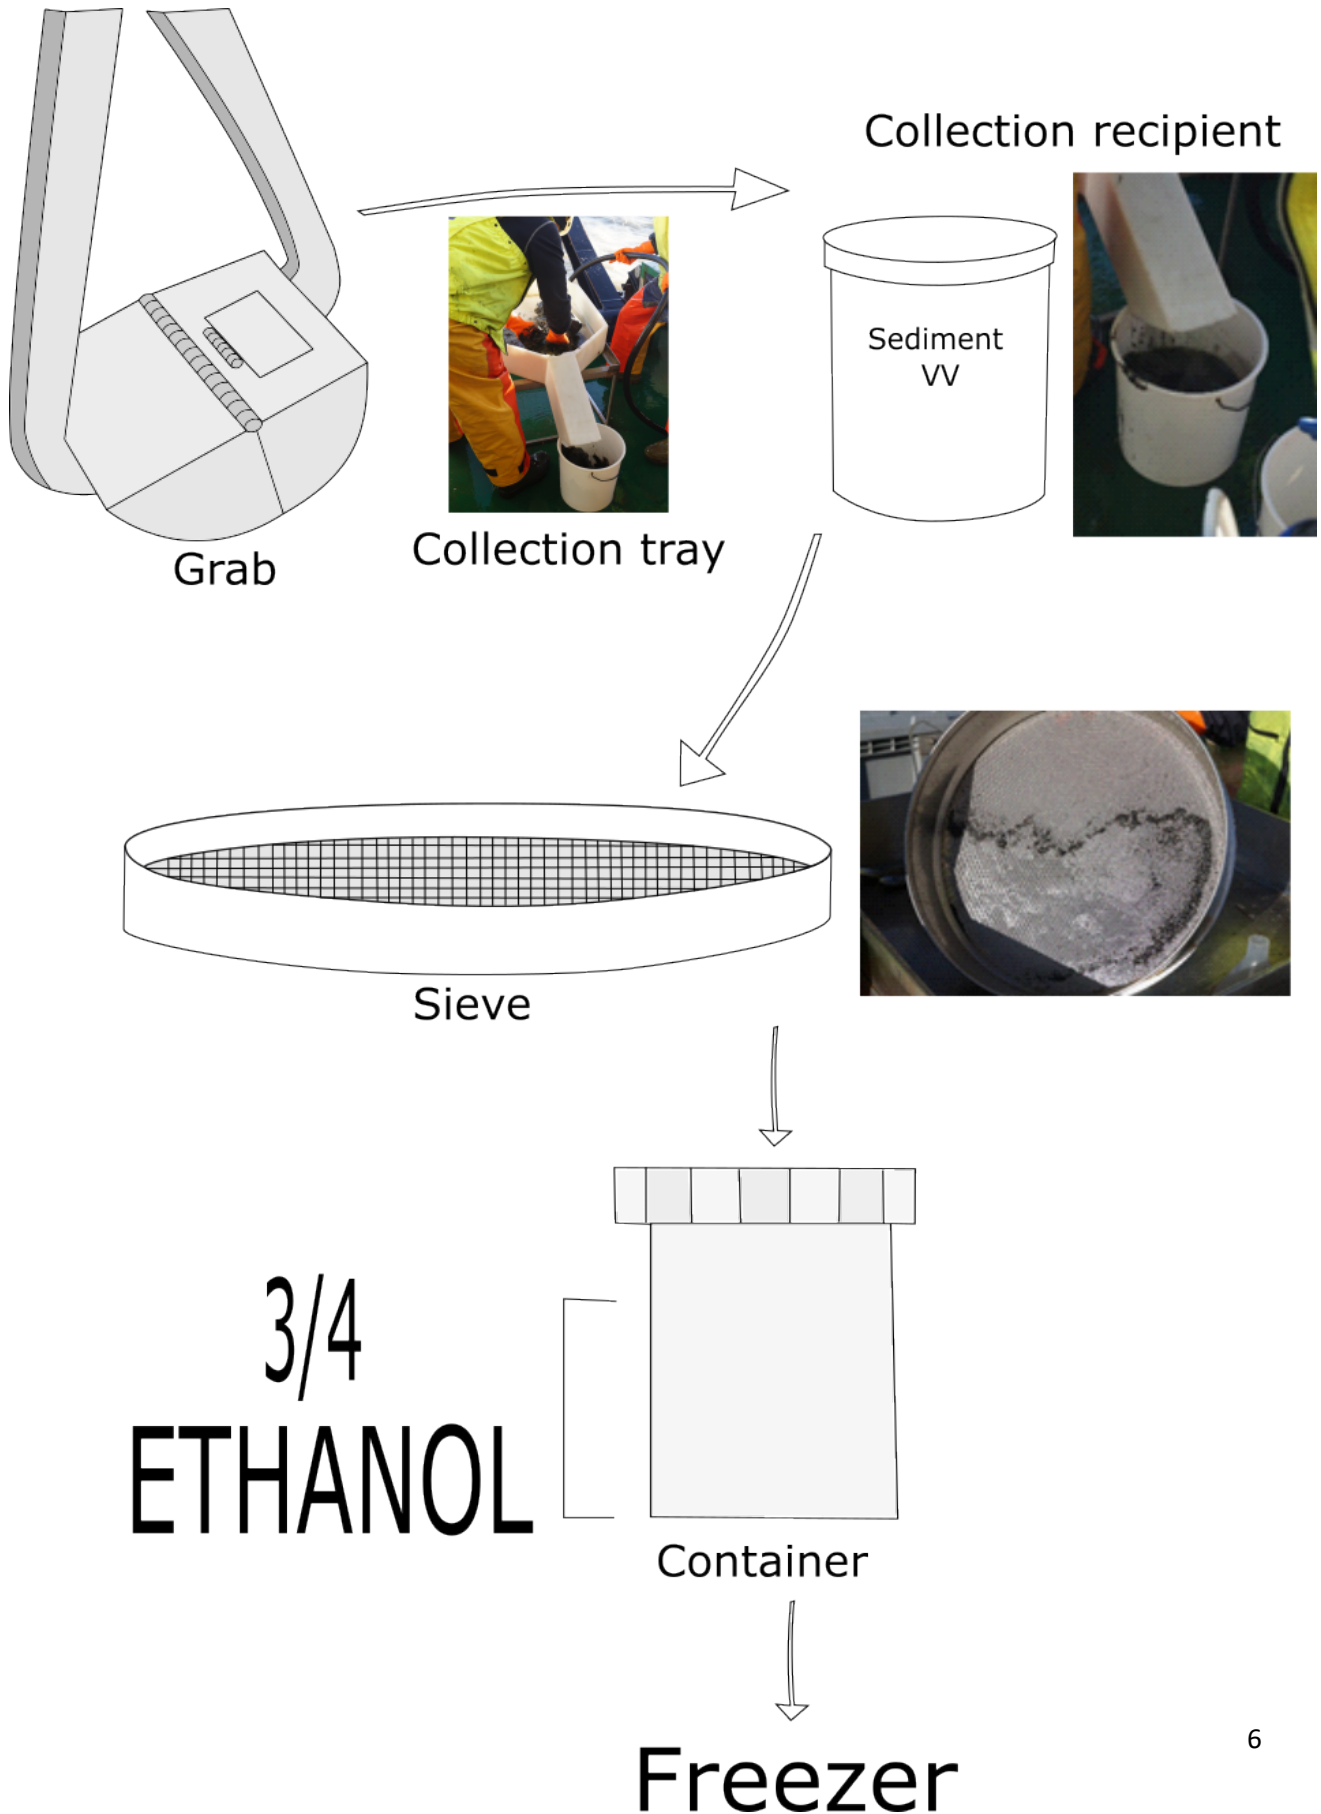 Collection recipient
Sediment
VV
Collection tray
Grab
Sieve
3/4
ETHANOL
Container
Freezer
6